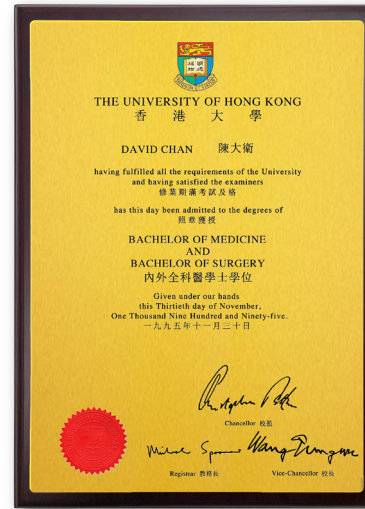 THE UNIVERSITY OF HONG KONG
香港大學
DAVID CHAN 陳大衛
having fulfilled all the requirements of the University
and having satisfied the examiners
修業期滿考試及格
has this day been admitted to the degrees of
照章獲授
BACHELOR OF MEDICINE
AND
BACHELOR OF SURGERY
內外全科醫學士學位
Given under our hands
this Thirtieth day of November,
One Thousand Nine Hundred and Ninety-five.
一九九五年十一月三十日
Chancellor 校監
Registrar 教務長
Vice-Chancellor 校長